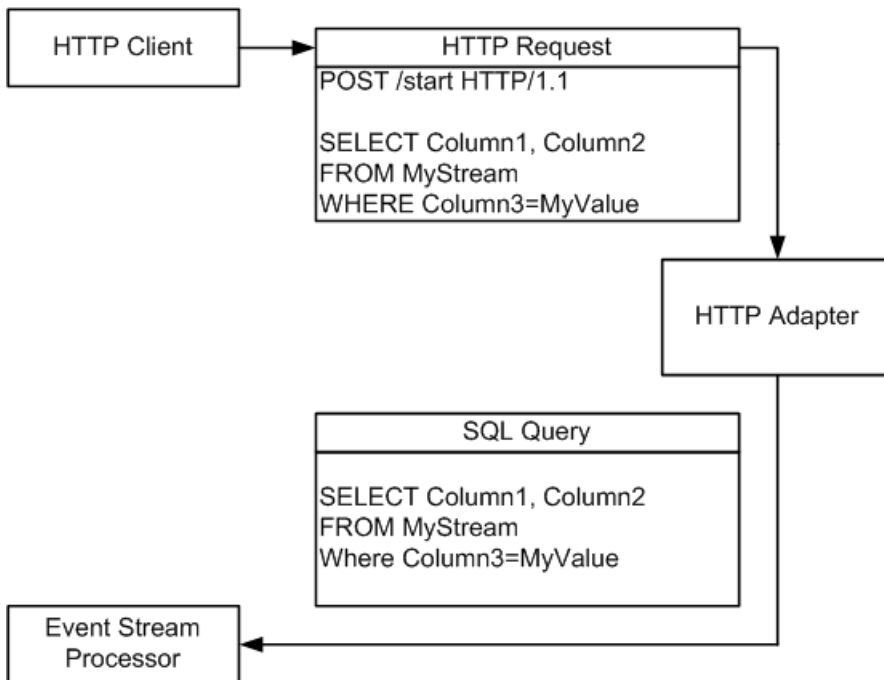 HTTP Client
HTTP Request
POST /start HTTP/1.1
SELECT Column1, Column2
FROM MyStream
WHERE Column3=MyValue
HTTP Adapter
SQL Query
SELECT Column1, Column2
FROM MyStream
Where Column3=MyValue
Event Stream
Processor